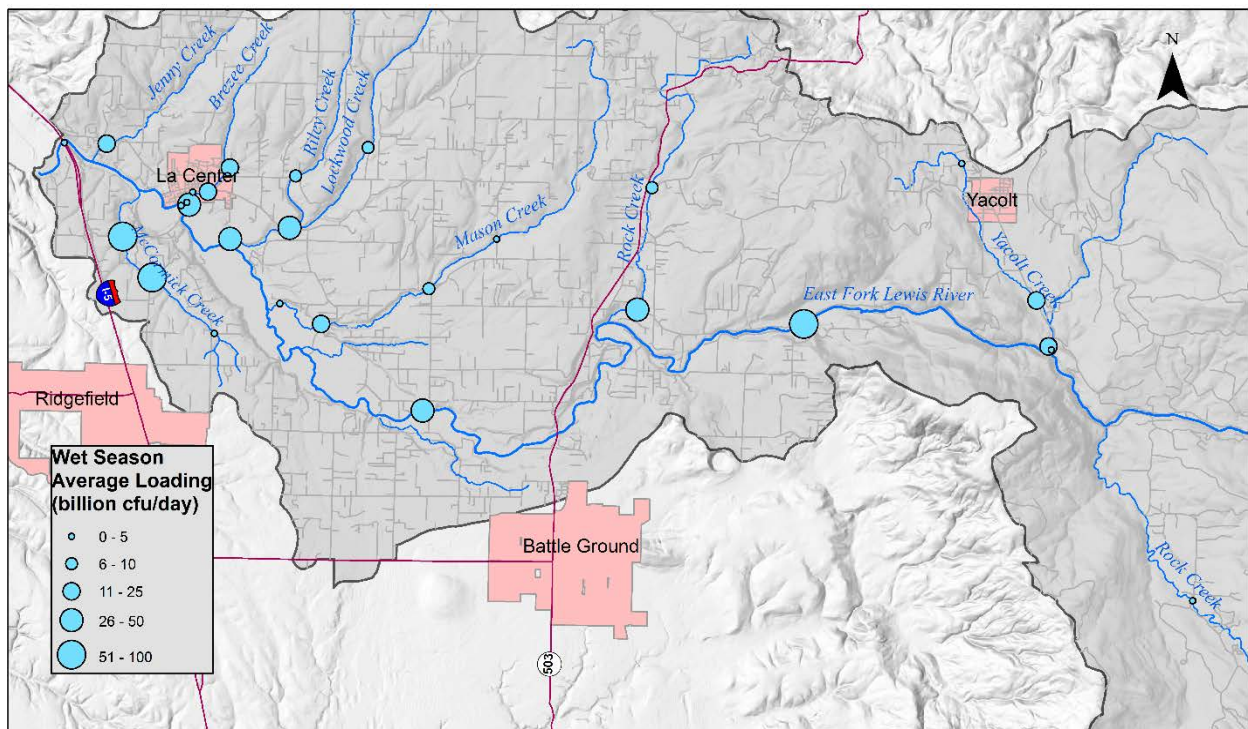 N
Jenny Creek
Brezee Creek
Riley Creek
Lockwood Creek
La Center
Mason Creek
Rock Creek
Yacolt
Yacolt Creek
McCormick Creek
I-5
East Fork Lewis River
Ridgefield
Wet Season
Average Loading
(billion cfu/day)
0 - 5
6 - 10
11 - 25
26 - 50
51 - 100
Battle Ground
503
Rock Creek